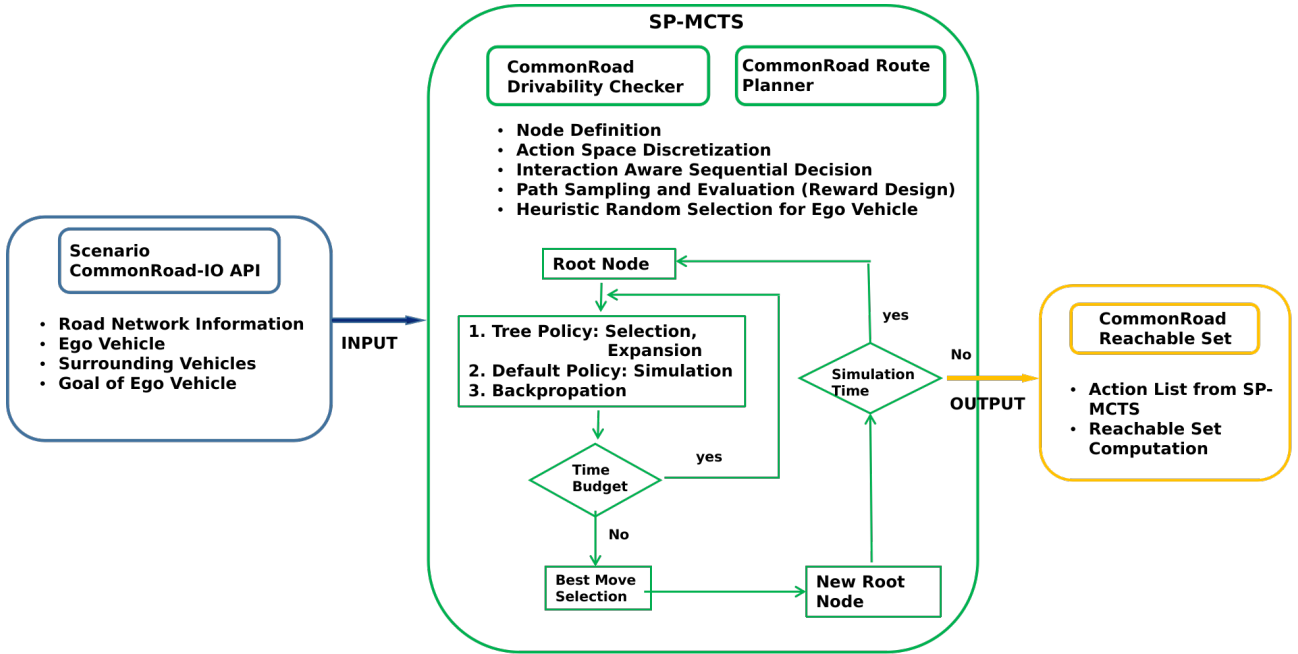 SP-MCTS
CommonRoad
Drivability Checker
CommonRoad Route
Planner
• Node Definition
• Action Space Discretization
• Interaction Aware Sequential Decision
• Path Sampling and Evaluation (Reward Design)
• Heuristic Random Selection for Ego Vehicle
Scenario
CommonRoad-IO API
• Road Network Information
• Ego Vehicle
• Surrounding Vehicles
• Goal of Ego Vehicle
INPUT
Root Node
1. Tree Policy: Selection,
Expansion
2. Default Policy: Simulation
3. Backpropation
Time
Budget
yes
No
Best Move
Selection
New Root
Node
Simulation
Time
yes
No
OUTPUT
CommonRoad
Reachable Set
• Action List from SP-
MCTS
• Reachable Set
Computation